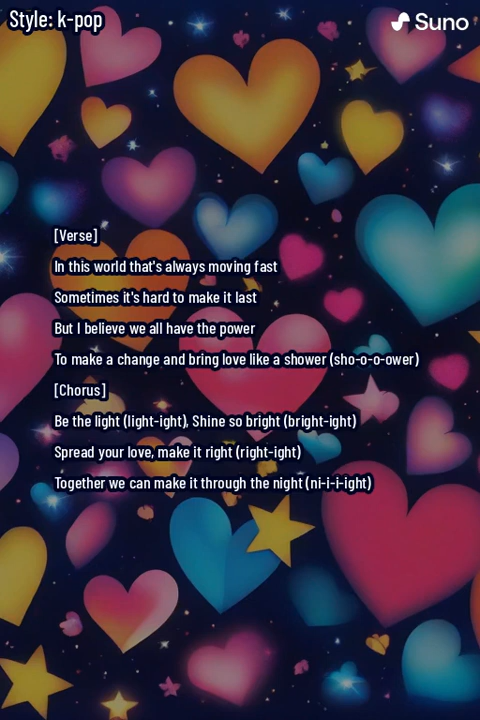 Style: k-pop
Suno
[Verse]
In this world that's always moving fast
Sometimes it's hard to make it last
But I believe we all have the power
To make a change and bring love like a shower (sho-o-o-ower)
[Chorus]
Be the light (light-ight), Shine so bright (bright-ight)
Spread your love, make it right (right-ight)
Together we can make it through the night (ni-i-i-ight)